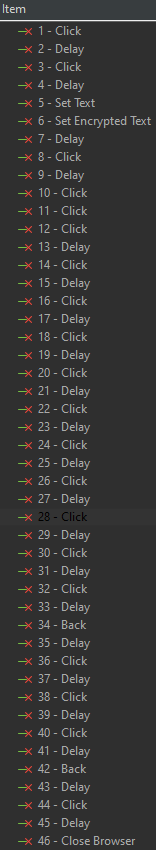 Item
1 - Click
2 - Delay
3 - Click
4 - Delay
5 - Set Text
6 - Set Encrypted Text
7 - Delay
8 - Click
9 - Delay
10 - Click
11 - Click
12 - Click
13 - Delay
14 - Click
15 - Delay
16 - Click
17 - Delay
18 - Click
19 - Delay
20 - Click
21 - Delay
22 - Click
23 - Delay
24 - Click
25 - Delay
26 - Click
27 - Delay
28 - Click
29 - Delay
30 - Click
31 - Delay
32 - Click
33 - Delay
34 - Back
35 - Delay
36 - Click
37 - Delay
38 - Click
39 - Delay
40 - Click
41 - Delay
42 - Back
43 - Delay
44 - Click
45 - Delay
46 - Close Browser